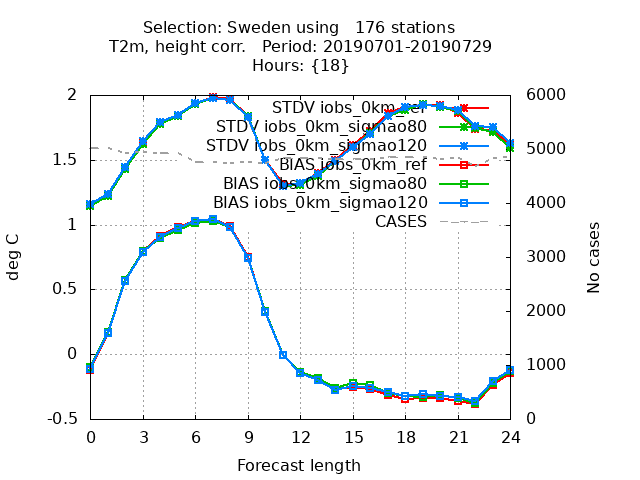 Selection: Sweden using   176 stations
T2m, height corr.   Period: 20190701-20190729
Hours: {18}
2
1.5
1
0.5
0
-0.5
deg C
STDV iobs_0km_ref
STDV iobs_0km_sigmao80
STDV iobs_0km_sigmao120
BIAS iobs_0km_ref
BIAS iobs_0km_sigmao80
BIAS iobs_0km_sigmao120
CASES
6000
5000
4000
3000
2000
1000
0
No cases
0 3 6 9 12 15 18 21 24
Forecast length